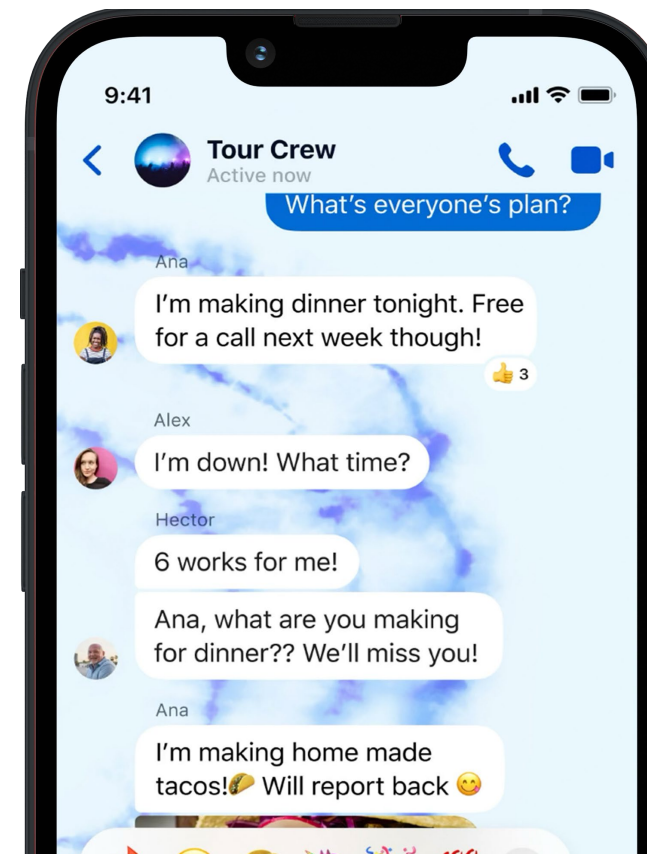 9:41
Tour Crew
Active now
What's everyone's plan?
Ana
I'm making dinner tonight. Free
for a call next week though!
👍 3
Alex
I'm down! What time?
Hector
6 works for me!
Ana, what are you making
for dinner?? We'll miss you!
Ana
I'm making home made
tacos!🌮 Will report back 😋